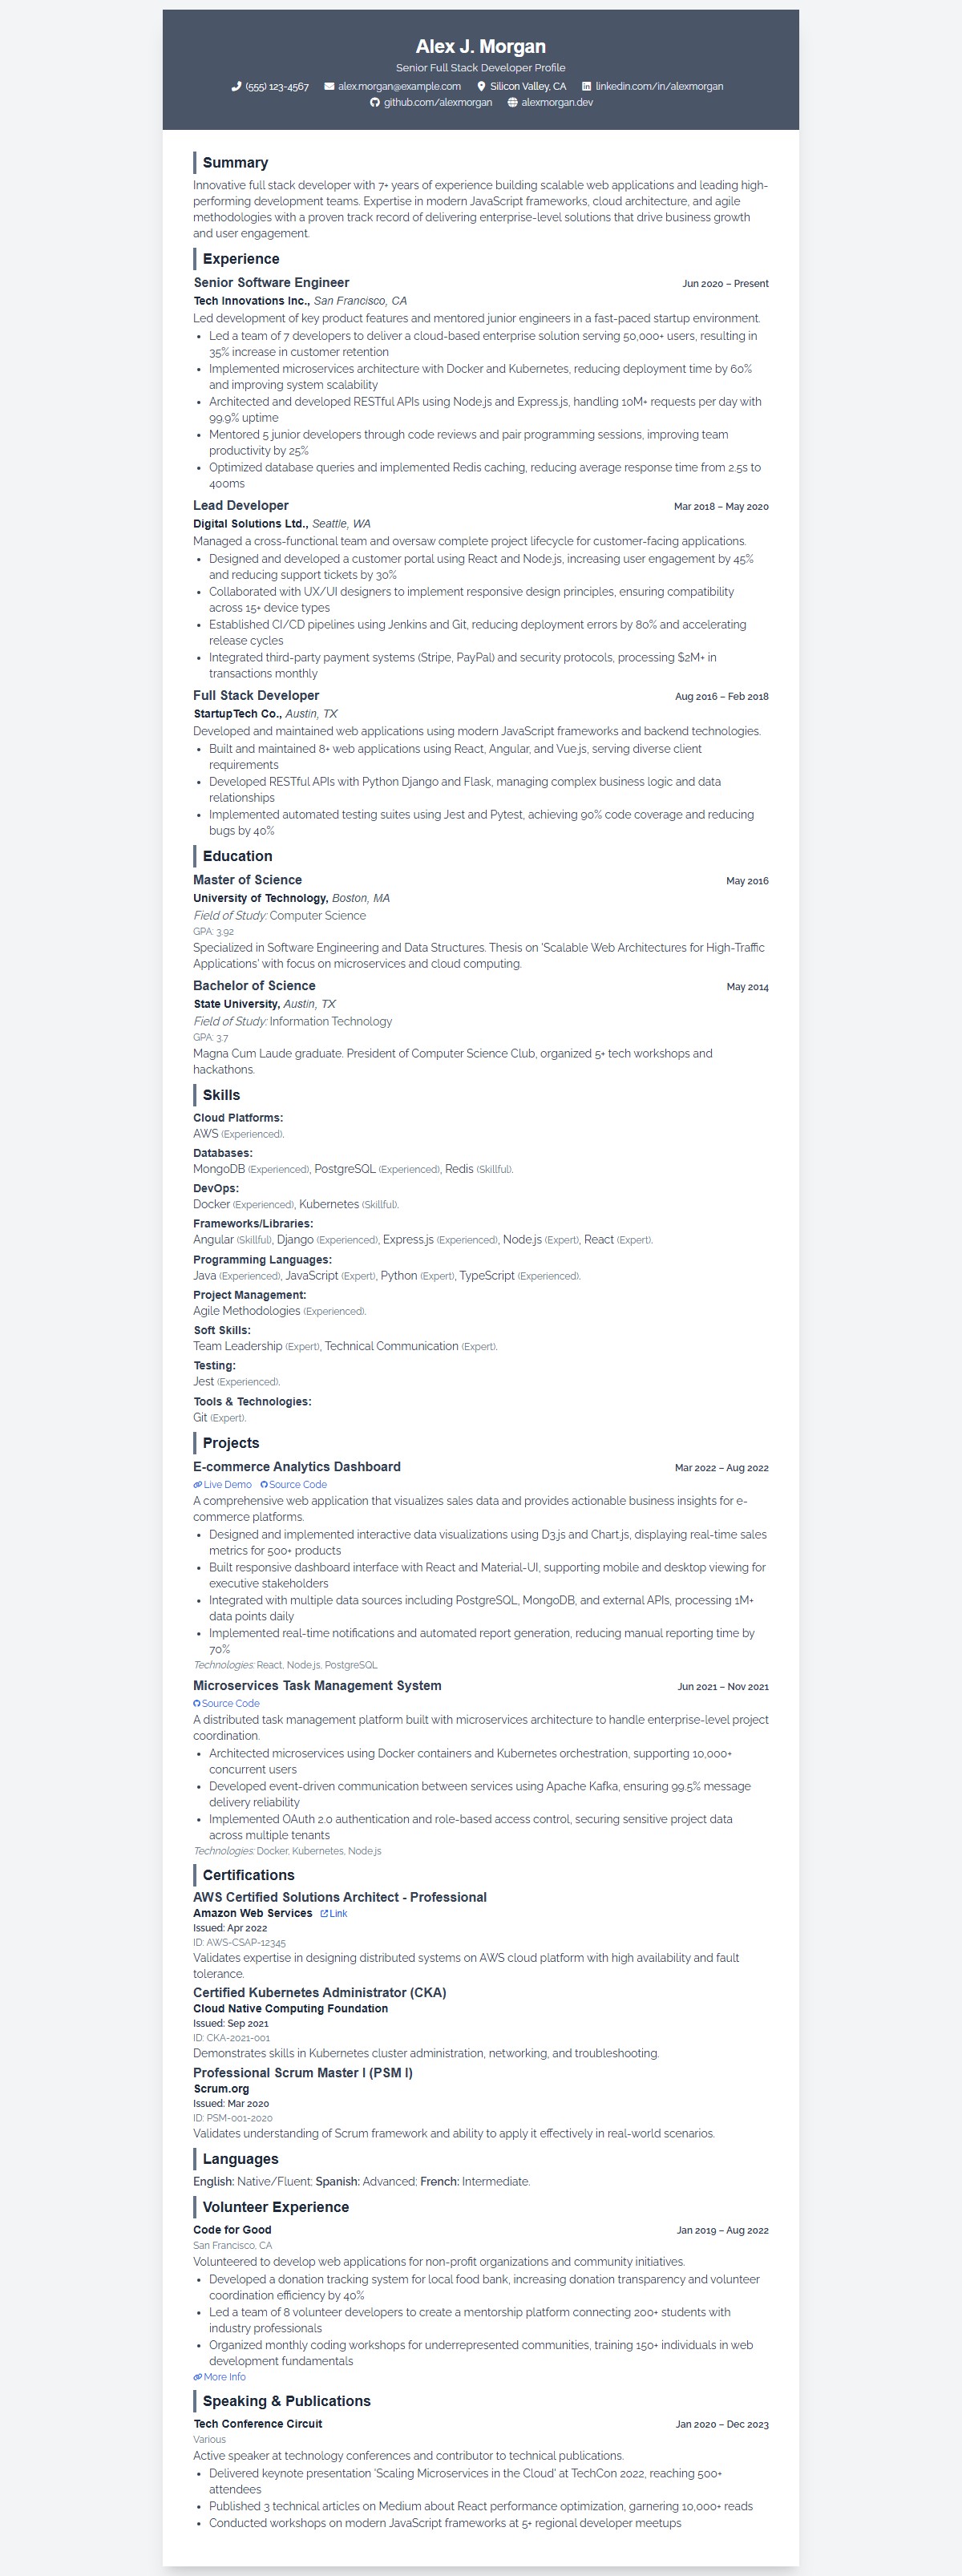 Alex J. Morgan
Senior Full Stack Developer Profile
(555) 123-4567 alex.morgan@example.com Silicon Valley, CA linkedin.com/in/alexmorgan
github.com/alexmorgan alexmorgan.dev
Summary
Innovative full stack developer with 7+ years of experience building scalable web applications and leading high-
performing development teams. Expertise in modern JavaScript frameworks, cloud architecture, and agile
methodologies with a proven track record of delivering enterprise-level solutions that drive business growth
and user engagement.
Experience
Senior Software Engineer Jun 2020 – Present
Tech Innovations Inc., San Francisco, CA
Led development of key product features and mentored junior engineers in a fast-paced startup environment.
• Led a team of 7 developers to deliver a cloud-based enterprise solution serving 50,000+ users, resulting in
35% increase in customer retention
• Implemented microservices architecture with Docker and Kubernetes, reducing deployment time by 60%
and improving system scalability
• Architected and developed RESTful APIs using Node.js and Express.js, handling 10M+ requests per day with
99.9% uptime
• Mentored 5 junior developers through code reviews and pair programming sessions, improving team
productivity by 25%
• Optimized database queries and implemented Redis caching, reducing average response time from 2.5s to
400ms
Lead Developer Mar 2018 – May 2020
Digital Solutions Ltd., Seattle, WA
Managed a cross-functional team and oversaw complete project lifecycle for customer-facing applications.
• Designed and developed a customer portal using React and Node.js, increasing user engagement by 45%
and reducing support tickets by 30%
• Collaborated with UX/UI designers to implement responsive design principles, ensuring compatibility
across 15+ device types
• Established CI/CD pipelines using Jenkins and Git, reducing deployment errors by 80% and accelerating
release cycles
• Integrated third-party payment systems (Stripe, PayPal) and security protocols, processing $2M+ in
transactions monthly
Full Stack Developer Aug 2016 – Feb 2018
StartupTech Co., Austin, TX
Developed and maintained web applications using modern JavaScript frameworks and backend technologies.
• Built and maintained 8+ web applications using React, Angular, and Vue.js, serving diverse client
requirements
• Developed RESTful APIs with Python Django and Flask, managing complex business logic and data
relationships
• Implemented automated testing suites using Jest and Pytest, achieving 90% code coverage and reducing
bugs by 40%
Education
Master of Science May 2016
University of Technology, Boston, MA
Field of Study: Computer Science
GPA: 3.92
Specialized in Software Engineering and Data Structures. Thesis on 'Scalable Web Architectures for High-Traffic
Applications' with focus on microservices and cloud computing.
Bachelor of Science May 2014
State University, Austin, TX
Field of Study: Information Technology
GPA: 3.7
Magna Cum Laude graduate. President of Computer Science Club, organized 5+ tech workshops and
hackathons.
Skills
Cloud Platforms:
AWS (Experienced).
Databases:
MongoDB (Experienced), PostgreSQL (Experienced), Redis (Skillful).
DevOps:
Docker (Experienced), Kubernetes (Skillful).
Frameworks/Libraries:
Angular (Skillful), Django (Experienced), Express.js (Experienced), Node.js (Expert), React (Expert).
Programming Languages:
Java (Experienced), JavaScript (Expert), Python (Expert), TypeScript (Experienced).
Project Management:
Agile Methodologies (Experienced).
Soft Skills:
Team Leadership (Expert), Technical Communication (Expert).
Testing:
Jest (Experienced).
Tools & Technologies:
Git (Expert).
Projects
E-commerce Analytics Dashboard Mar 2022 – Aug 2022
Live Demo Source Code
A comprehensive web application that visualizes sales data and provides actionable business insights for e-
commerce platforms.
• Designed and implemented interactive data visualizations using D3.js and Chart.js, displaying real-time sales
metrics for 500+ products
• Built responsive dashboard interface with React and Material-UI, supporting mobile and desktop viewing for
executive stakeholders
• Integrated with multiple data sources including PostgreSQL, MongoDB, and external APIs, processing 1M+
data points daily
• Implemented real-time notifications and automated report generation, reducing manual reporting time by
70%
Technologies: React, Node.js, PostgreSQL
Microservices Task Management System Jun 2021 – Nov 2021
Source Code
A distributed task management platform built with microservices architecture to handle enterprise-level project
coordination.
• Architected microservices using Docker containers and Kubernetes orchestration, supporting 10,000+
concurrent users
• Developed event-driven communication between services using Apache Kafka, ensuring 99.5% message
delivery reliability
• Implemented OAuth 2.0 authentication and role-based access control, securing sensitive project data
across multiple tenants
Technologies: Docker, Kubernetes, Node.js
Certifications
AWS Certified Solutions Architect - Professional
Amazon Web Services Link
Issued: Apr 2022
ID: AWS-CSAP-12345
Validates expertise in designing distributed systems on AWS cloud platform with high availability and fault
tolerance.
Certified Kubernetes Administrator (CKA)
Cloud Native Computing Foundation
Issued: Sep 2021
ID: CKA-2021-001
Demonstrates skills in Kubernetes cluster administration, networking, and troubleshooting.
Professional Scrum Master I (PSM I)
Scrum.org
Issued: Mar 2020
ID: PSM-001-2020
Validates understanding of Scrum framework and ability to apply it effectively in real-world scenarios.
Languages
English: Native/Fluent; Spanish: Advanced; French: Intermediate.
Volunteer Experience
Code for Good Jan 2019 – Aug 2022
San Francisco, CA
Volunteered to develop web applications for non-profit organizations and community initiatives.
• Developed a donation tracking system for local food bank, increasing donation transparency and volunteer
coordination efficiency by 40%
• Led a team of 8 volunteer developers to create a mentorship platform connecting 200+ students with
industry professionals
• Organized monthly coding workshops for underrepresented communities, training 150+ individuals in web
development fundamentals
More Info
Speaking & Publications
Tech Conference Circuit Jan 2020 – Dec 2023
Various
Active speaker at technology conferences and contributor to technical publications.
• Delivered keynote presentation 'Scaling Microservices in the Cloud' at TechCon 2022, reaching 500+
attendees
• Published 3 technical articles on Medium about React performance optimization, garnering 10,000+ reads
• Conducted workshops on modern JavaScript frameworks at 5+ regional developer meetups